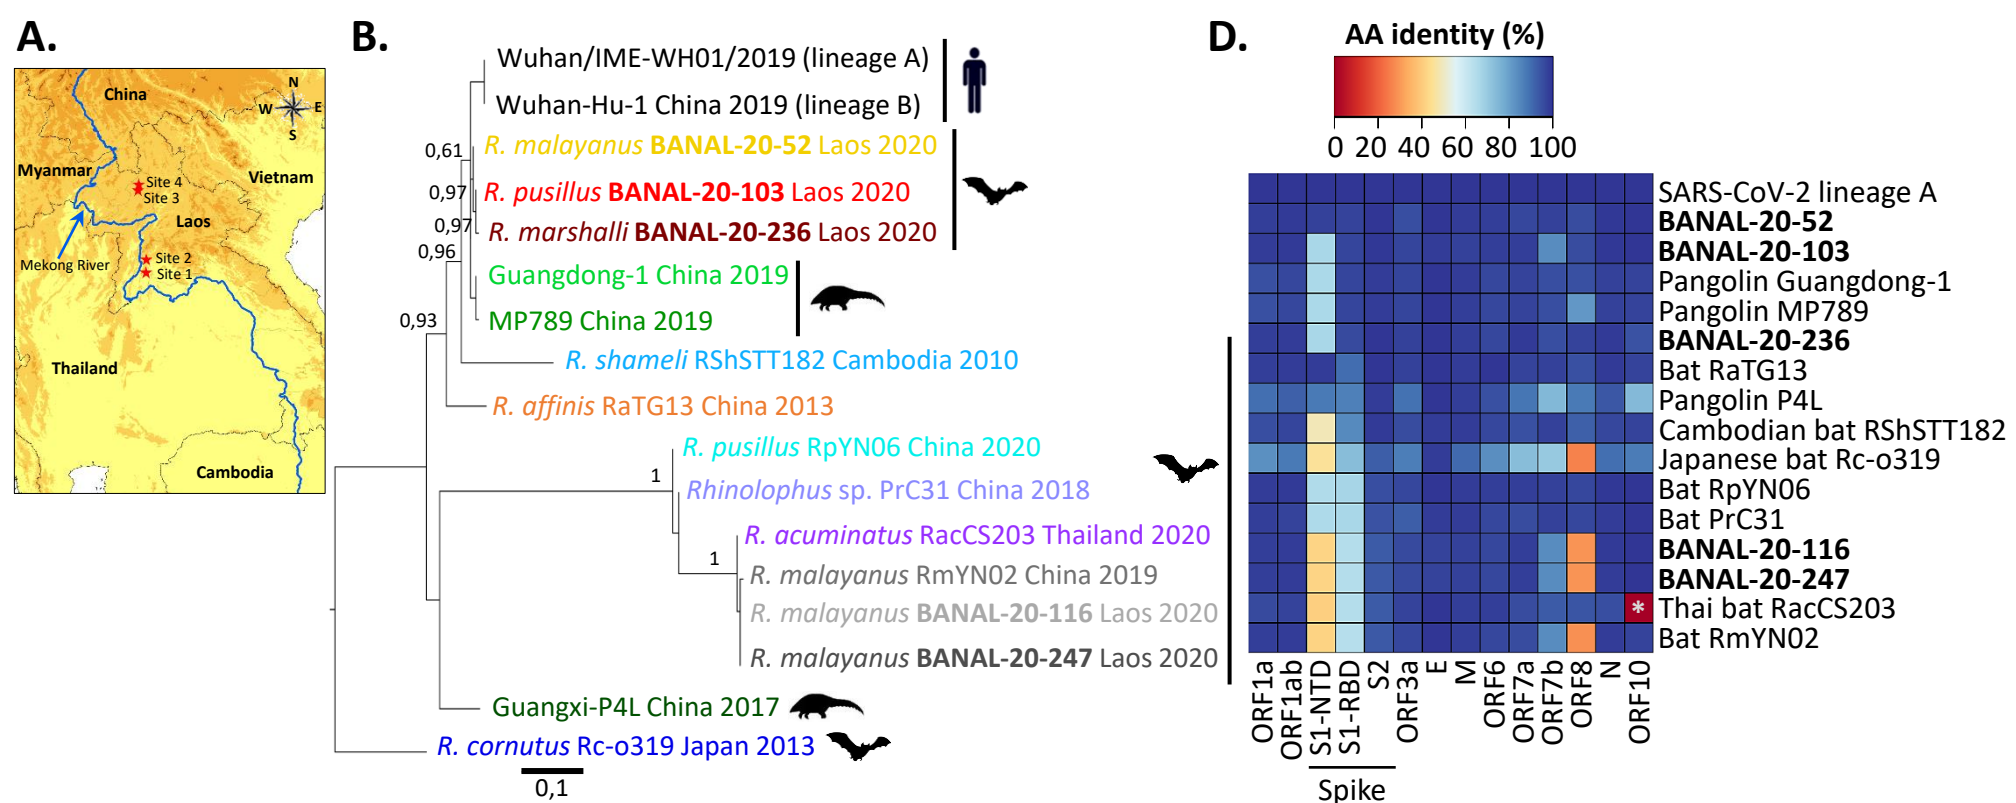 A.
China
N
W
E
S
Myanmar
Site 4
Site 3
Vietnam
Laos
Mekong River
Site 2
Site 1
Thailand
Cambodia
B.
Wuhan/IME-WH01/2019 (lineage A)
Wuhan-Hu-1 China 2019 (lineage B)
0,61
R. malayanus BANAL-20-52 Laos 2020
0,97
R. pusillus BANAL-20-103 Laos 2020
0,97
R. marshalli BANAL-20-236 Laos 2020
0,96
Guangdong-1 China 2019
0,93
MP789 China 2019
R. shameli RShSTT182 Cambodia 2010
R. affinis RaTG13 China 2013
R. pusillus RpYN06 China 2020
1
Rhinolophus sp. PrC31 China 2018
R. acuminatus RacCS203 Thailand 2020
1
R. malayanus RmYN02 China 2019
R. malayanus BANAL-20-116 Laos 2020
R. malayanus BANAL-20-247 Laos 2020
Guangxi-P4L China 2017
R. cornutus Rc-o319 Japan 2013
0,1
D.
AA identity (%)
0 20 40 60 80 100
SARS-CoV-2 lineage A
BANAL-20-52
BANAL-20-103
Pangolin Guangdong-1
Pangolin MP789
BANAL-20-236
Bat RaTG13
Pangolin P4L
Cambodian bat RShSTT182
Japanese bat Rc-o319
Bat RpYN06
Bat PrC31
BANAL-20-116
BANAL-20-247
Thai bat RacCS203
*
Bat RmYN02
ORF1a
ORF1ab
S1-NTD
S1-RBD
S2
ORF3a
E
M
ORF6
ORF7a
ORF7b
ORF8
N
ORF10
Spike